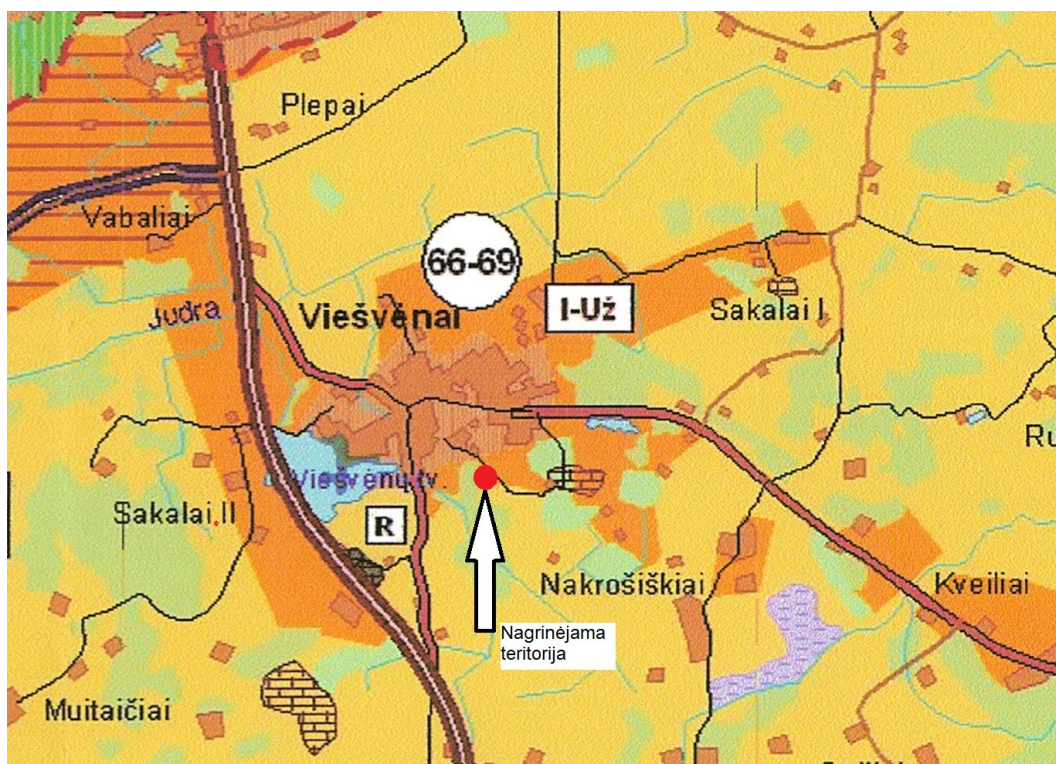 Plepai
Vabaliai
66-69
Judra
Viešvėnai
I-Už
Sakalai I
Ru
Viešvėnų tv.
Sakalai II
R
Nakrošiškiai
Kveiliai
Nagrinėjama
teritorija
Muitaičiai